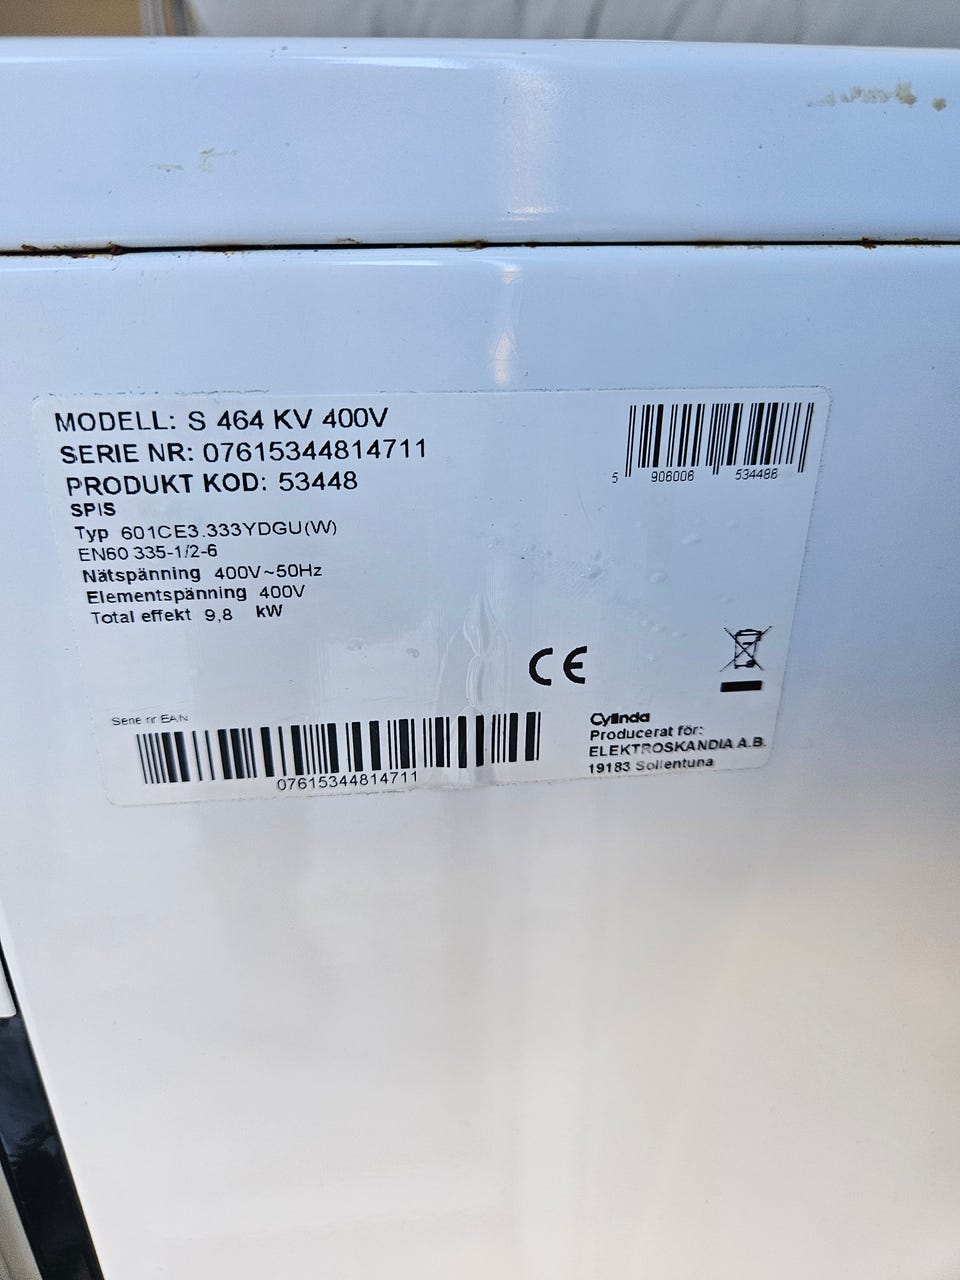 MODELL: S 464 KV 400V
SERIE NR: 07615344814711
PRODUKT KOD: 53448
SPIS
Typ 601CE3.333YDGU(W)
EN60 335-1/2-6
Nätspänning 400V~50Hz
Elementspänning 400V
Total effekt 9,8 kW
5 906006 534486
CE
Serie nr EAN
07615344814711
Cylinda
Producerat för:
ELEKTROSKANDIA A.B.
19183 Sollentuna